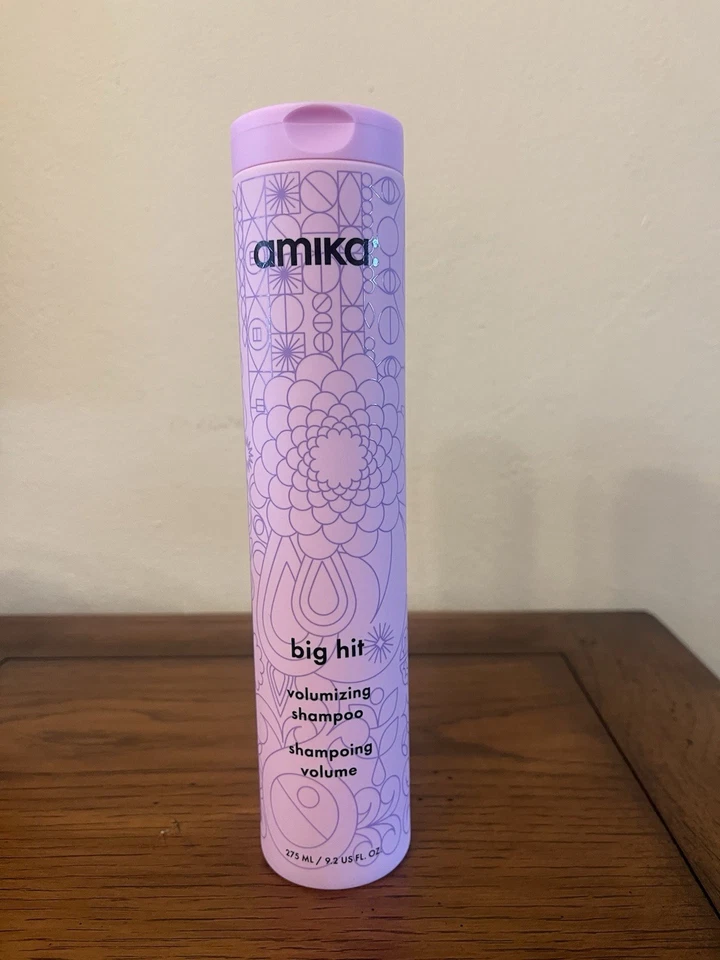 amika:
big hit
volumizing
shampoo
shampoing
volume
275 ML / 9.2 US FL. OZ.